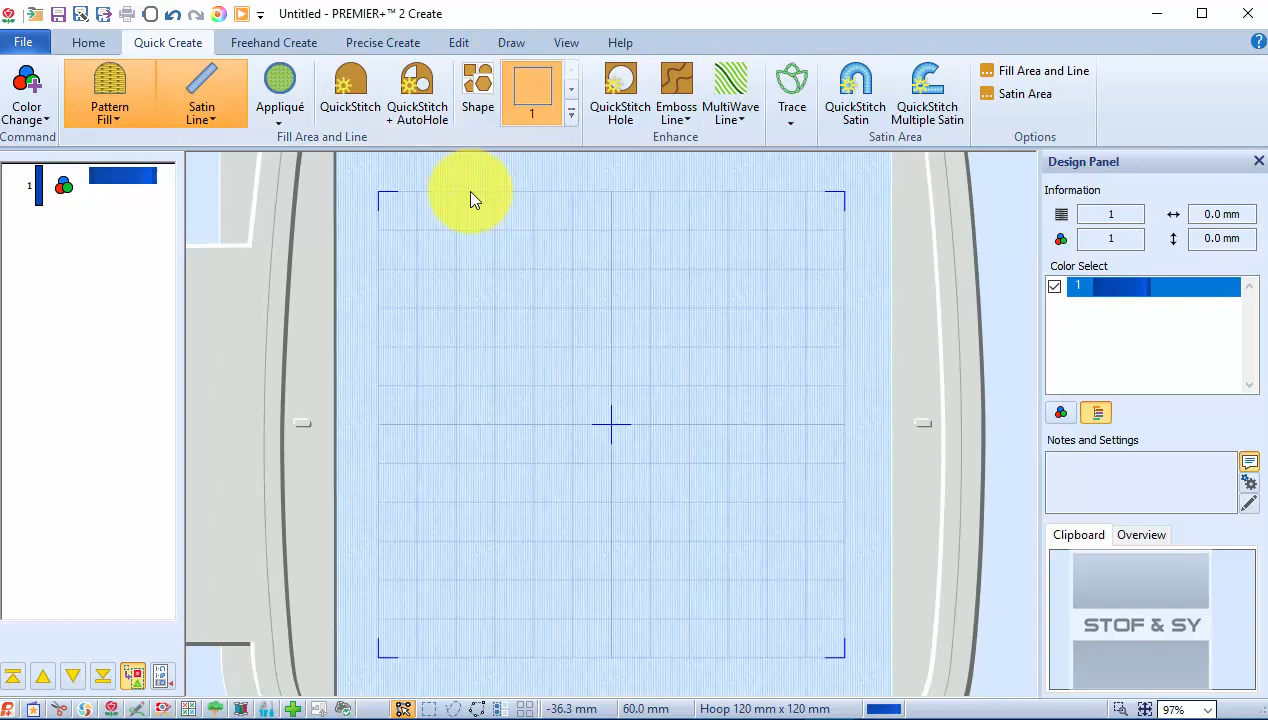 Untitled - PREMIER+™ 2 Create
File Home Quick Create Freehand Create Precise Create Edit Draw View Help
Color Change
Pattern Fill
Satin Line
Appliqué
QuickStitch
QuickStitch + AutoHole
Shape
1
QuickStitch Hole
Emboss Line
MultiWave Line
Trace
QuickStitch Satin
QuickStitch Multiple Satin
Fill Area and Line
Satin Area
Command
Fill Area and Line
Enhance
Satin Area
Options
1
Design Panel
Information
1 0.0 mm
1 0.0 mm
Color Select
1
Notes and Settings
Clipboard Overview
STOF & SY
-36.3 mm 60.0 mm Hoop 120 mm x 120 mm 97%